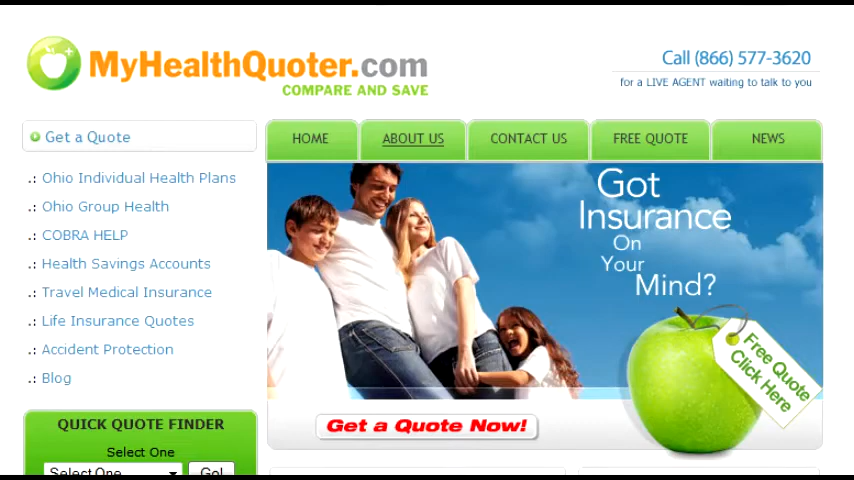 MyHealthQuoter.com
COMPARE AND SAVE
Call (866) 577-3620
for a LIVE AGENT waiting to talk to you
Get a Quote
HOME
ABOUT US
CONTACT US
FREE QUOTE
NEWS
.: Ohio Individual Health Plans
.: Ohio Group Health
.: COBRA HELP
.: Health Savings Accounts
.: Travel Medical Insurance
.: Life Insurance Quotes
.: Accident Protection
.: Blog
Got
Insurance
On
Your
Mind?
Free Quote
Click Here
Get a Quote Now!
QUICK QUOTE FINDER
Select One
Select One
Go!